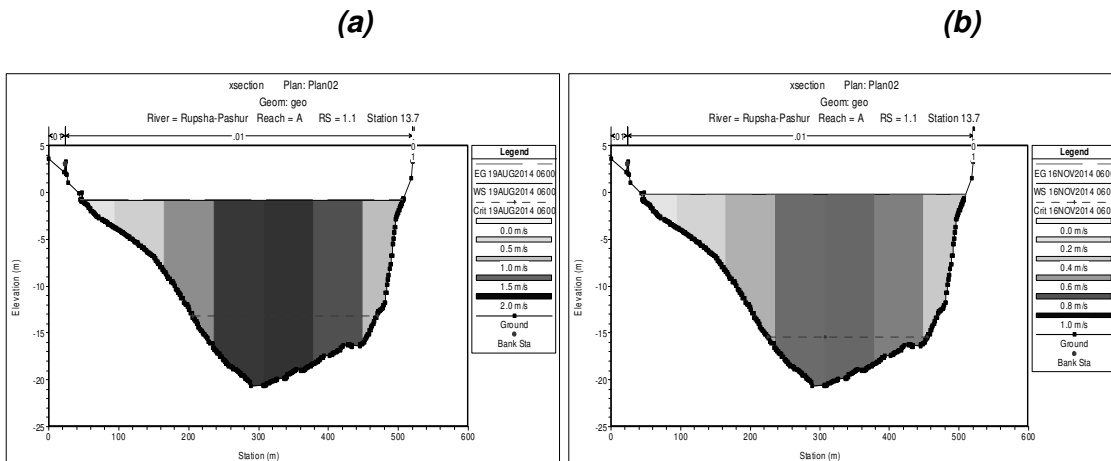 (a)
xsection Plan: Plan02
Geom: geo
River = Rupsha-Pashur Reach = A RS = 1.1 Station 13.7
.01
.01
5
0
-5
-10
-15
-20
-25
Elevation (m)
0 100 200 300 400 500 600
Station (m)
Legend
EG 19AUG2014 0600
WS 19AUG2014 0600
Crit 19AUG2014 0600
0.0 m/s
0.5 m/s
1.0 m/s
1.5 m/s
2.0 m/s
Ground
Bank Sta
(b)
xsection Plan: Plan02
Geom: geo
River = Rupsha-Pashur Reach = A RS = 1.1 Station 13.7
.01
5
0
-5
-10
-15
-20
-25
Elevation (m)
0 100 200 300 400 500 600
Station (m)
Legend
EG 16NOV2014 0600
WS 16NOV2014 0600
Crit 16NOV2014 0600
0.0 m/s
0.2 m/s
0.4 m/s
0.6 m/s
0.8 m/s
1.0 m/s
Ground
Bank Sta